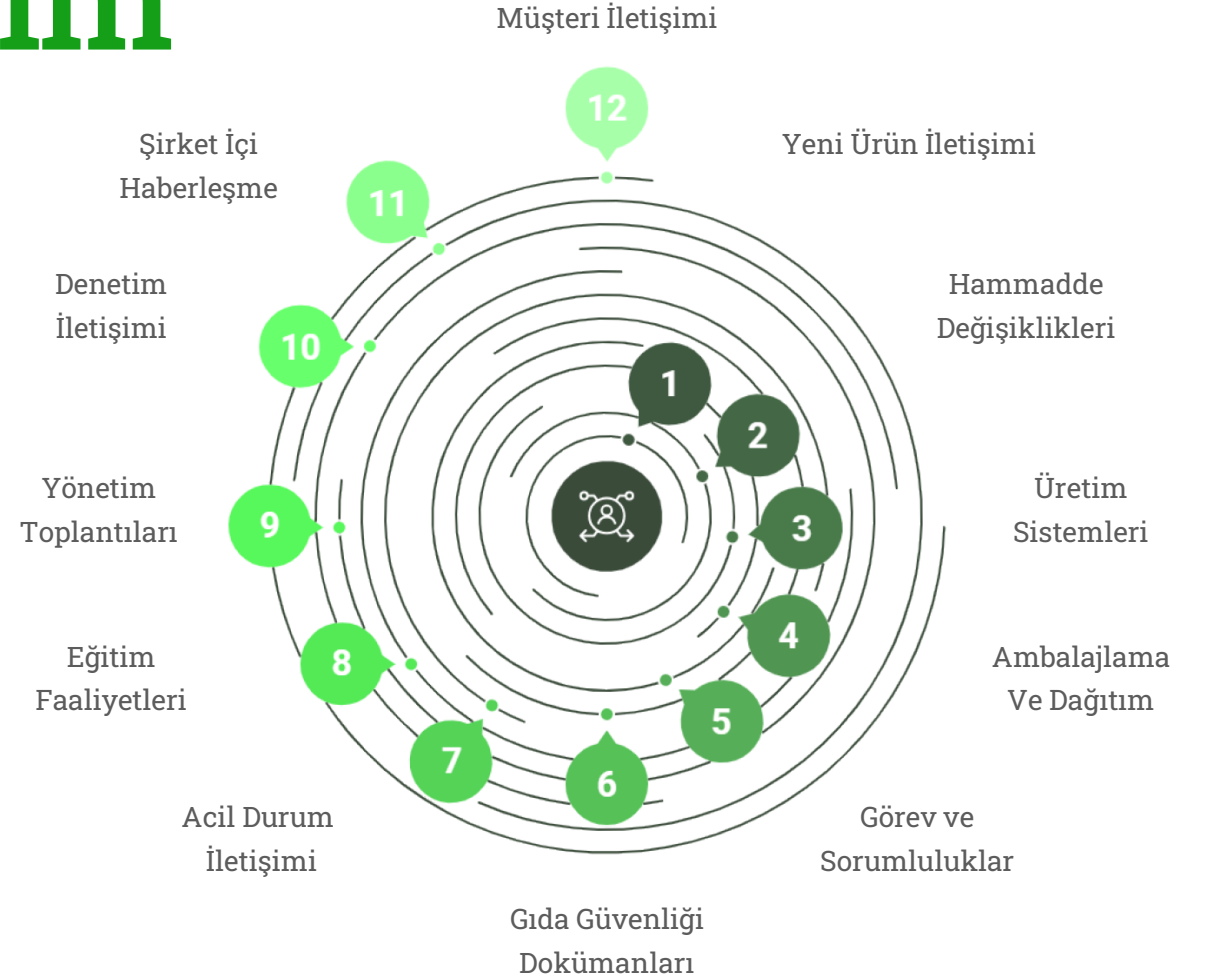 Müşteri İletişimi
12
Yeni Ürün İletişimi
Şirket İçi
Haberleşme
11
Denetim
İletişimi
Hammadde
Değişiklikleri
10
1
2
Yönetim
Toplantıları
9
3
Üretim
Sistemleri
Eğitim
Faaliyetleri
8
4
Ambalajlama
Ve Dağıtım
7
6
5
Acil Durum
İletişimi
Görev ve
Sorumluluklar
Gıda Güvenliği
Dokümanları